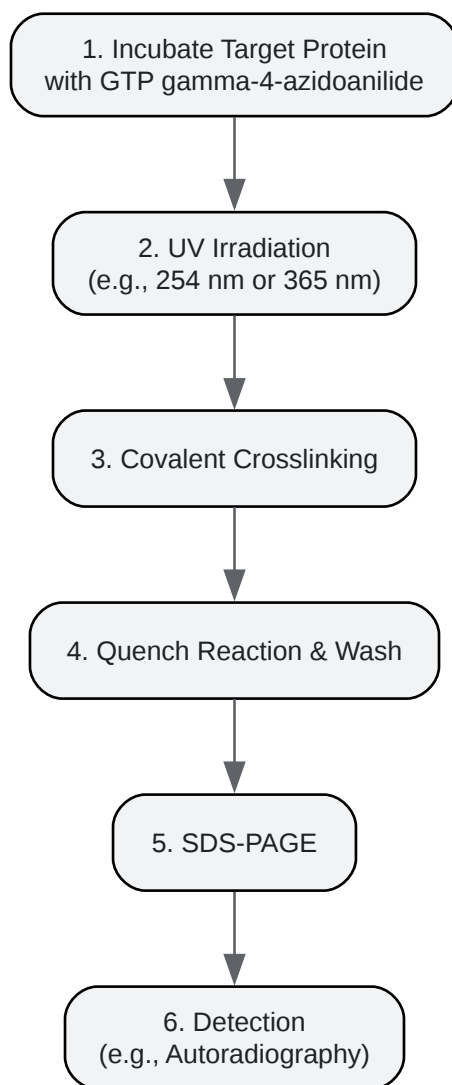 1. Incubate Target Protein
with GTP gamma-4-azidoanilide
2. UV Irradiation
(e.g., 254 nm or 365 nm)
3. Covalent Crosslinking
4. Quench Reaction & Wash
5. SDS-PAGE
6. Detection
(e.g., Autoradiography)